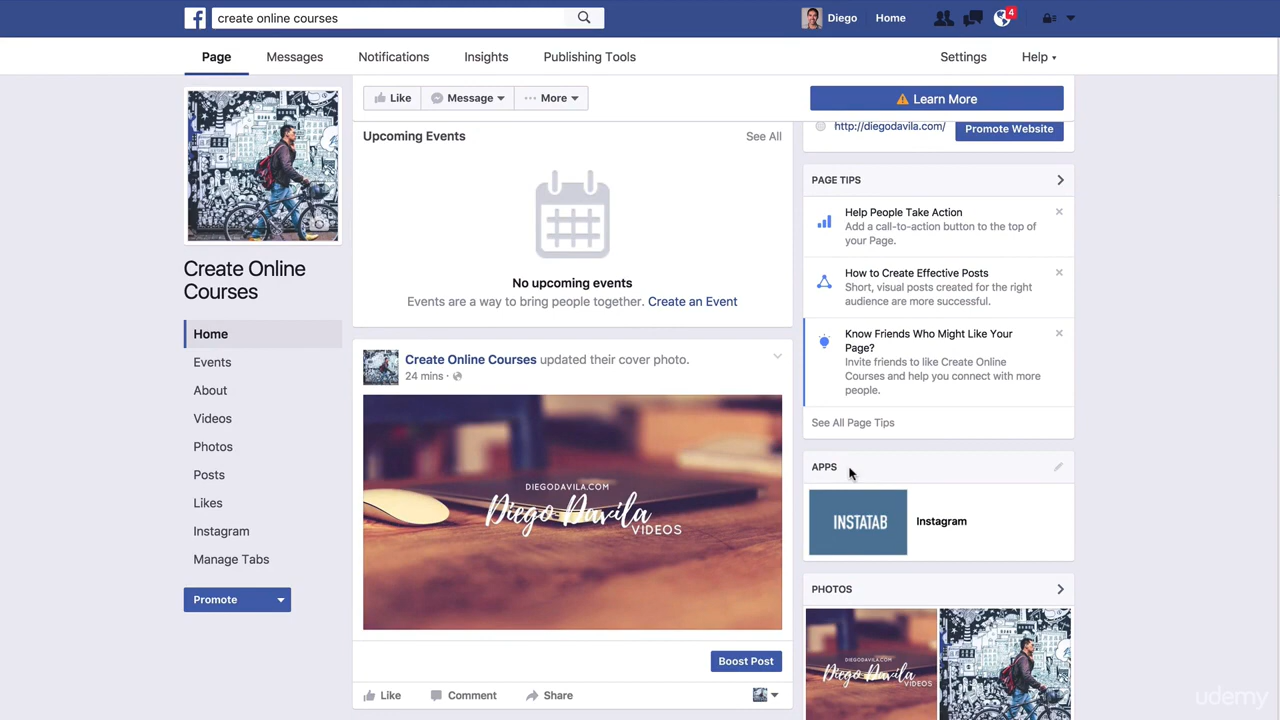 create online courses
Diego
Home
4
Page
Messages
Notifications
Insights
Publishing Tools
Settings
Help
Like
Message
More
Learn More
Create Online
Courses
Home
Events
About
Videos
Photos
Posts
Likes
Instagram
Manage Tabs
Promote
Upcoming Events
See All
No upcoming events
Events are a way to bring people together. Create an Event
Create Online Courses updated their cover photo.
24 mins ·
DIEGODAVILA.COM
Diego Davila
VIDEOS
Boost Post
Like
Comment
Share
http://diegodavila.com/
Promote Website
PAGE TIPS
Help People Take Action
Add a call-to-action button to the top of
your Page.
How to Create Effective Posts
Short, visual posts created for the right
audience are more successful.
Know Friends Who Might Like Your
Page?
Invite friends to like Create Online
Courses and help you connect with more
people.
See All Page Tips
APPS
INSTATAB
Instagram
PHOTOS
DIEGODAVILA.COM
Diego Davila
VIDEOS
udemy